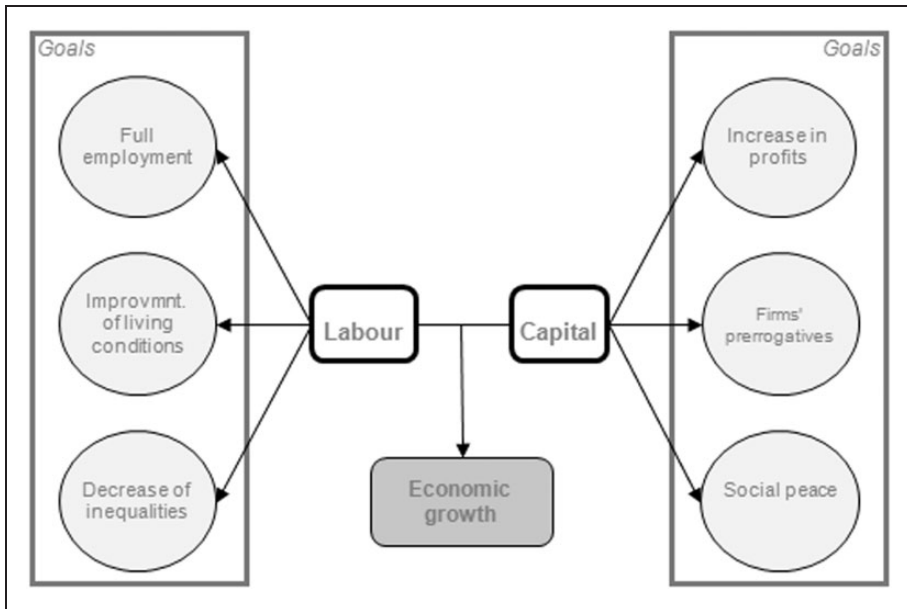 Goals
Full
employment
Improvmnt.
of living
conditions
Decrease of
inequalities
Labour
Capital
Economic
growth
Goals
Increase in
profits
Firms'
prerrogatives
Social peace